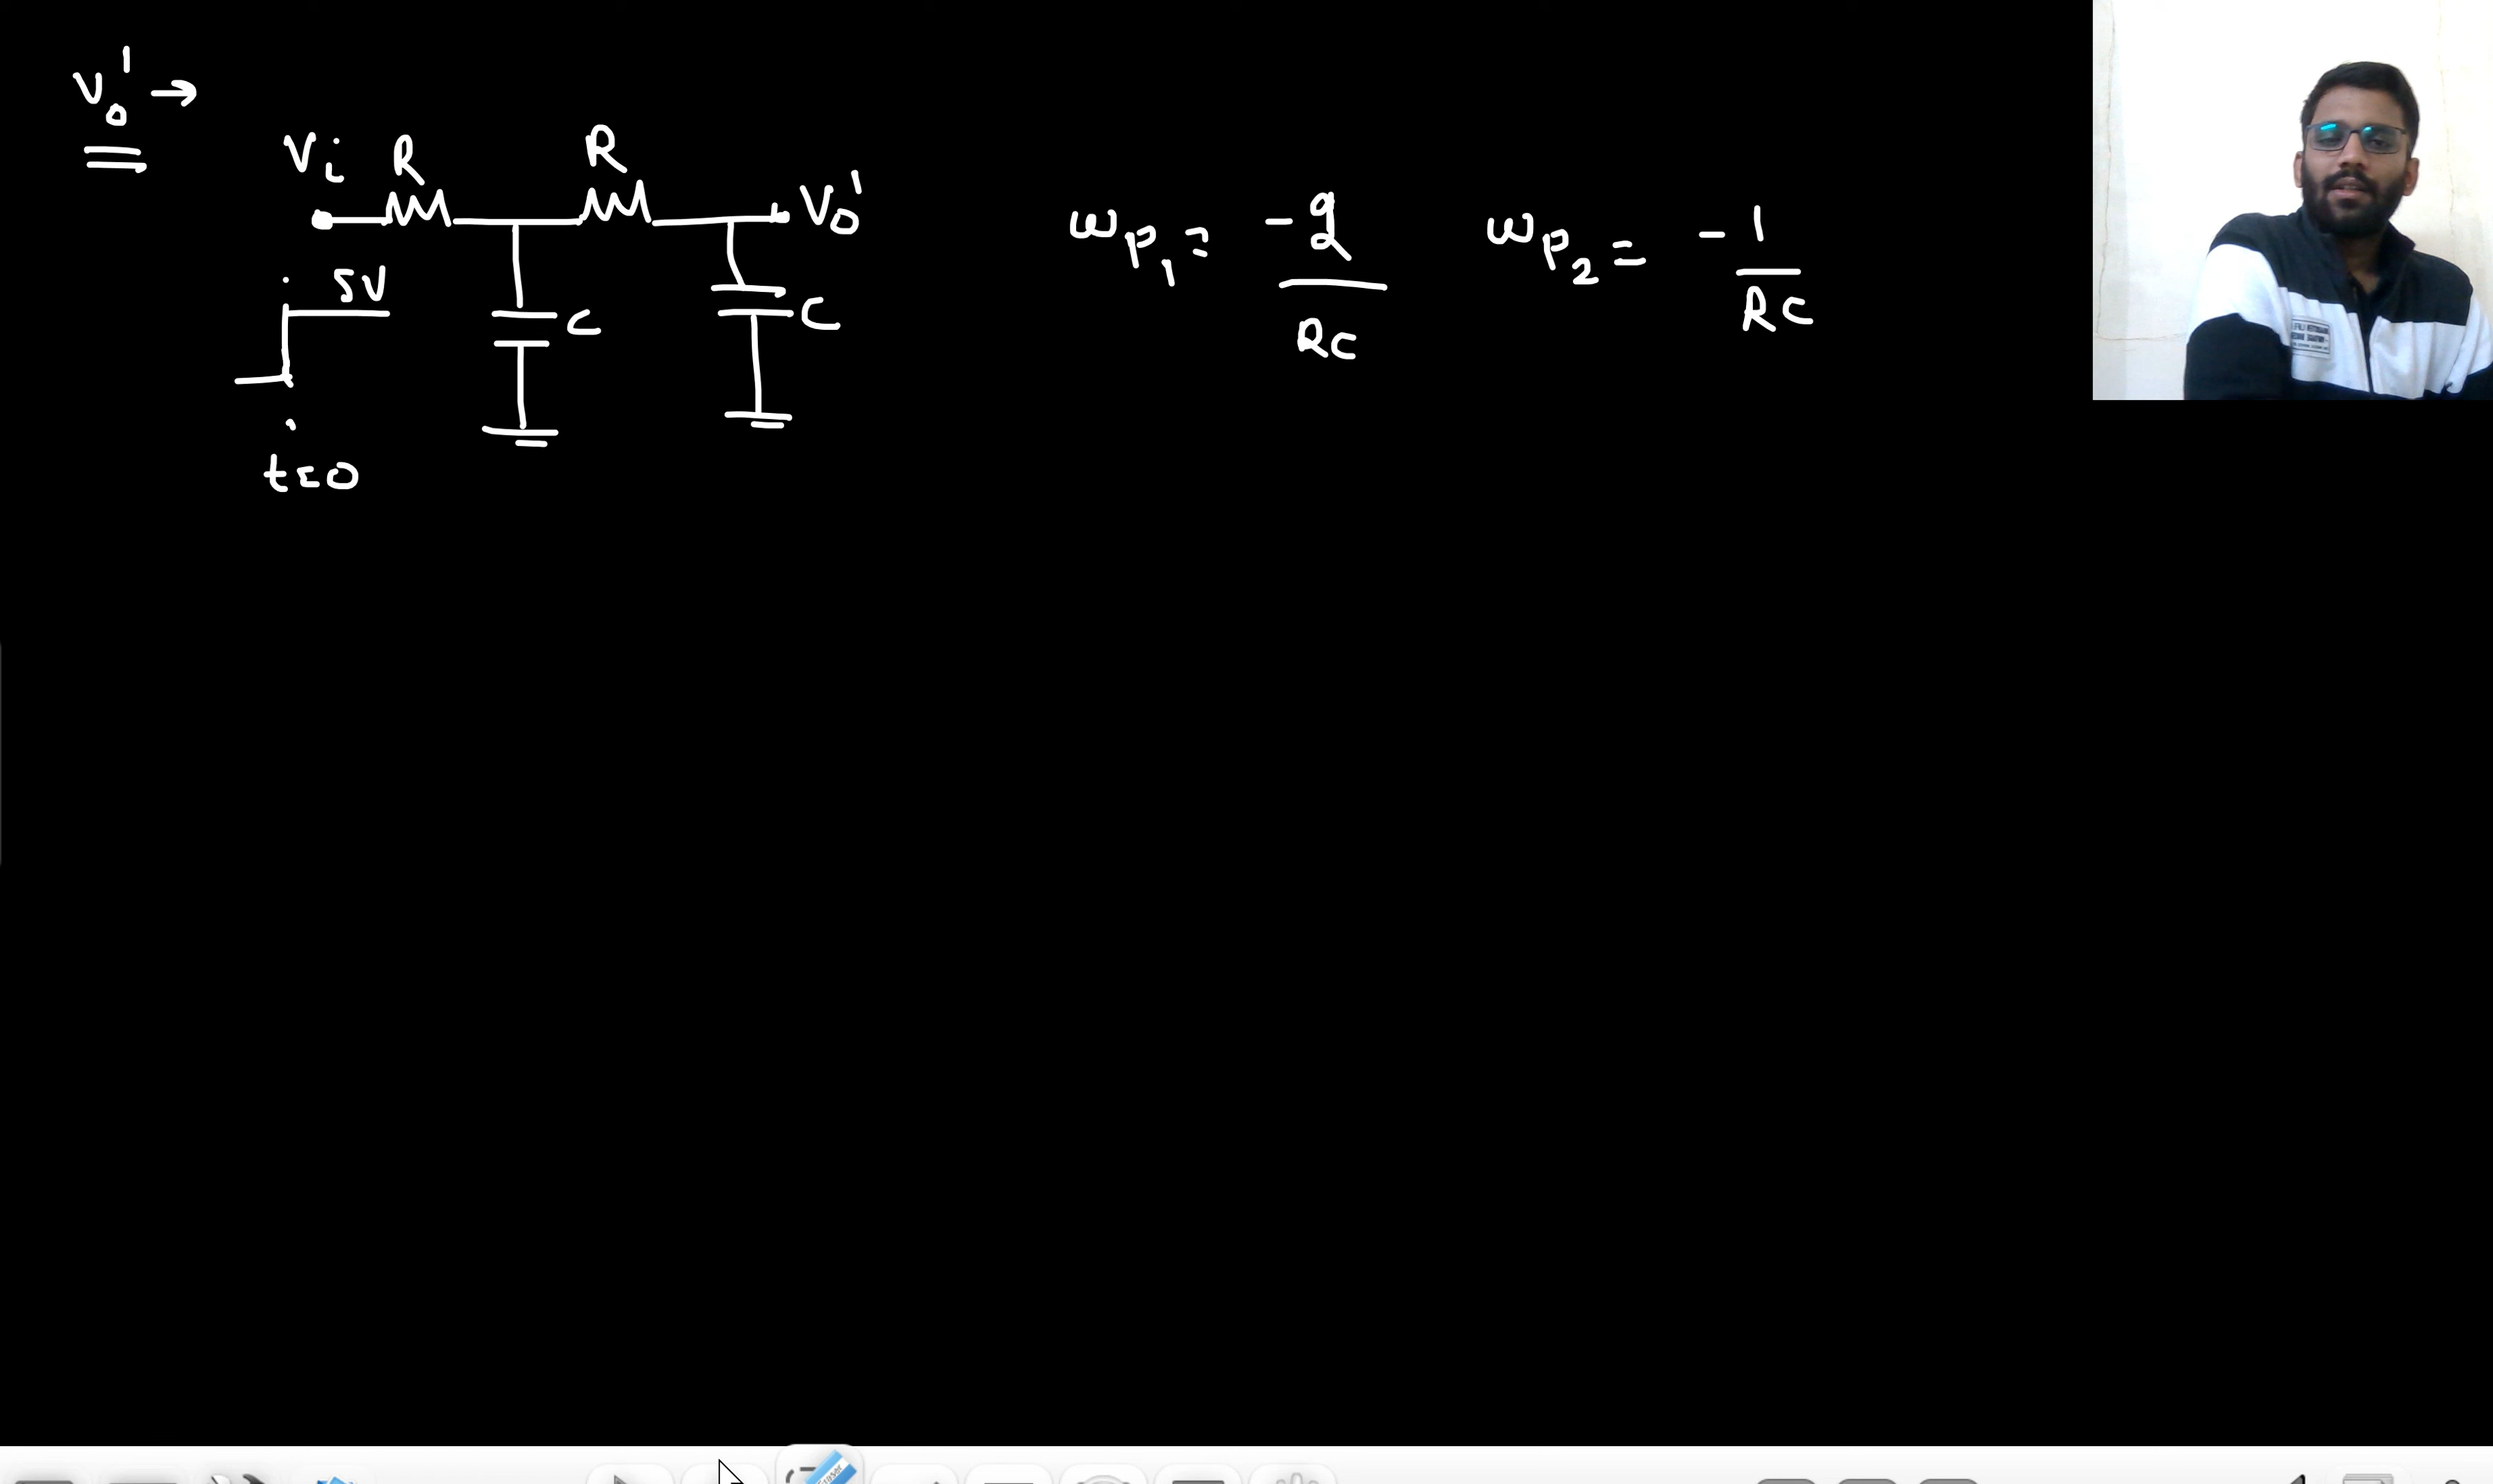 V₀' →
Vi R R V₀'
5V
C C
t=0
ωp₁ = -2/RC ωp₂ = -1/RC